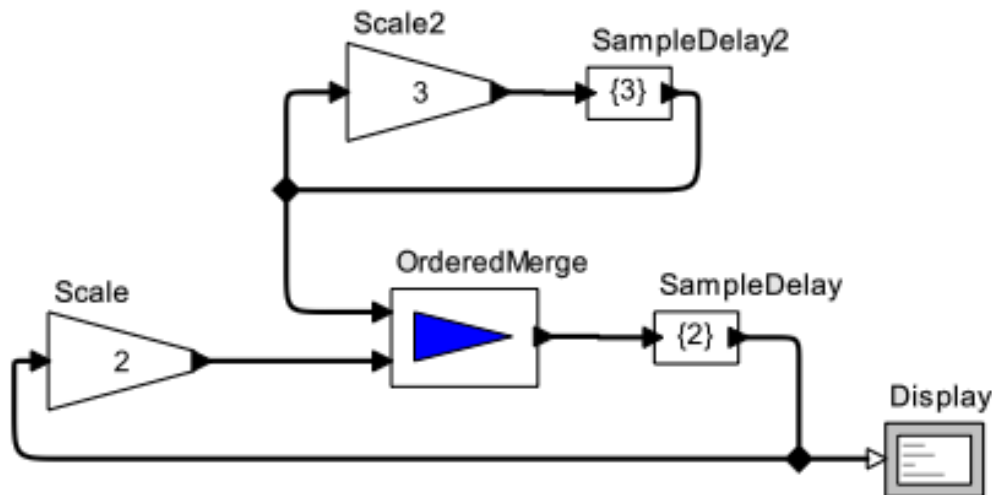 Scale2
SampleDelay2
3
{3}
OrderedMerge
Scale
SampleDelay
2
{2}
Display